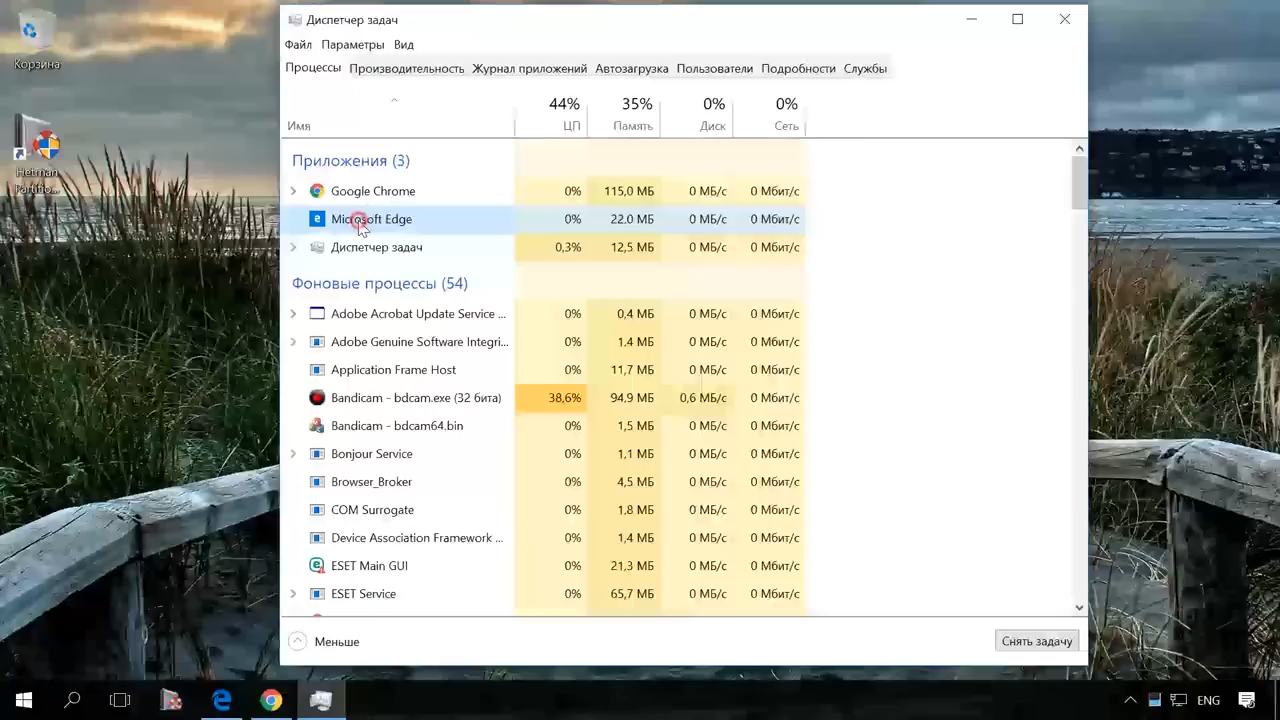 Корзина
Hetman
Partitio...
Диспетчер задач
Файл Параметры Вид
Процессы Производительность Журнал приложений Автозагрузка Пользователи Подробности Службы
44% 35% 0% 0%
Имя ЦП Память Диск Сеть
Приложения (3)
Google Chrome 0% 115,0 МБ 0 МБ/с 0 Мбит/с
Microsoft Edge 0% 22,0 МБ 0 МБ/с 0 Мбит/с
Диспетчер задач 0,3% 12,5 МБ 0 МБ/с 0 Мбит/с
Фоновые процессы (54)
Adobe Acrobat Update Service ... 0% 0,4 МБ 0 МБ/с 0 Мбит/с
Adobe Genuine Software Integri... 0% 1,4 МБ 0 МБ/с 0 Мбит/с
Application Frame Host 0% 11,7 МБ 0 МБ/с 0 Мбит/с
Bandicam - bdcam.exe (32 бита) 38,6% 94,9 МБ 0,6 МБ/с 0 Мбит/с
Bandicam - bdcam64.bin 0% 1,5 МБ 0 МБ/с 0 Мбит/с
Bonjour Service 0% 1,1 МБ 0 МБ/с 0 Мбит/с
Browser_Broker 0% 4,5 МБ 0 МБ/с 0 Мбит/с
COM Surrogate 0% 1,8 МБ 0 МБ/с 0 Мбит/с
Device Association Framework ... 0% 1,4 МБ 0 МБ/с 0 Мбит/с
ESET Main GUI 0% 21,3 МБ 0 МБ/с 0 Мбит/с
ESET Service 0% 65,7 МБ 0 МБ/с 0 Мбит/с
Меньше Снять задачу
ENG